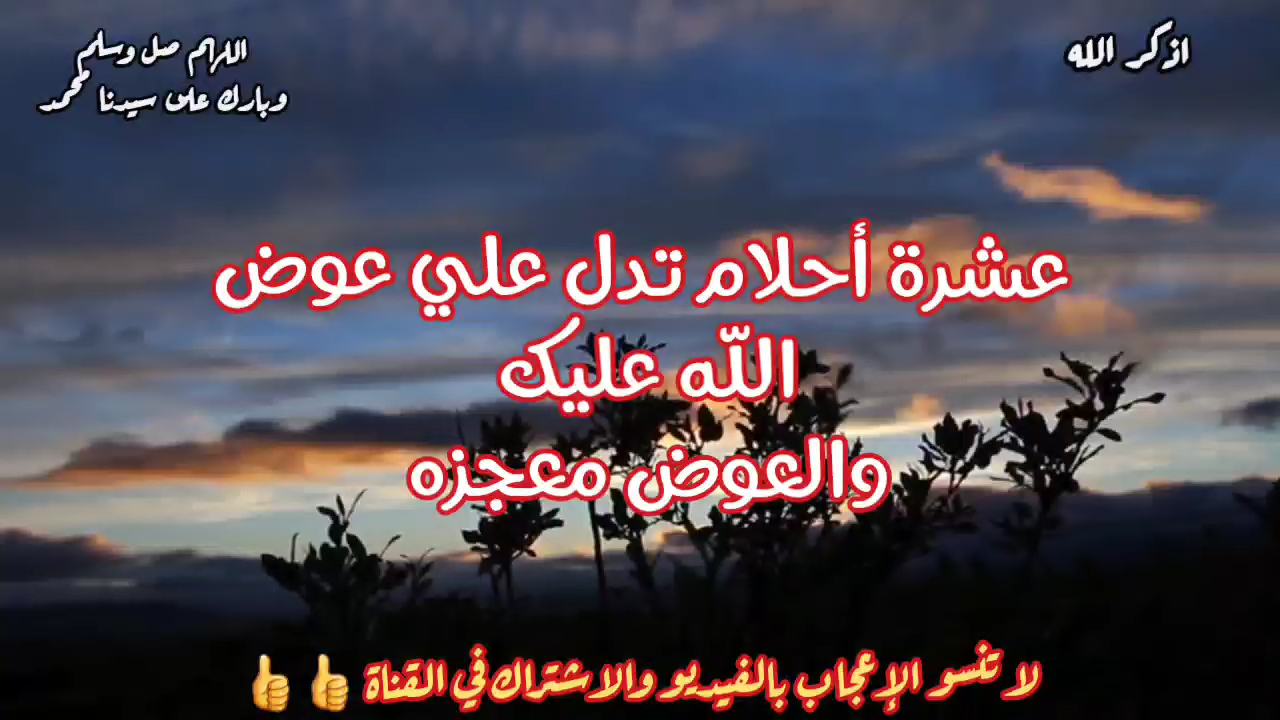 اذكر الله
اللهم صل وسلم
وبارك على سيدنا محمد
عشرة أحلام تدل علي عوض
الله عليك
والعوض معجزه
لا تنسو الإعجاب بالفيديو والاشتراك في القناة 👍👍